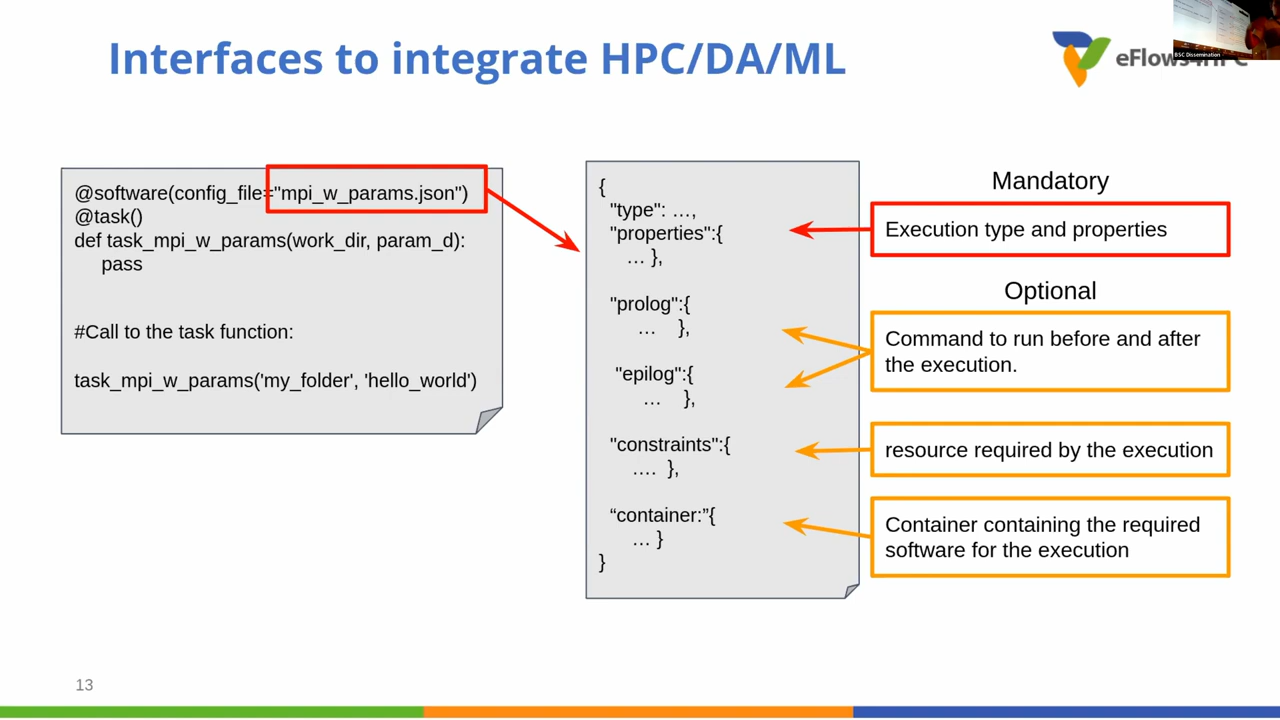 Interfaces to integrate HPC/DA/ML
eFlows4HPC
BSC Dissemination
@software(config_file="mpi_w_params.json")
@task()
def task_mpi_w_params(work_dir, param_d):
pass
#Call to the task function:
task_mpi_w_params('my_folder', 'hello_world')
{
"type": …,
"properties":{
… },
"prolog":{
… },
"epilog":{
… },
"constraints":{
…. },
“container:”{
… }
}
Mandatory
Execution type and properties
Optional
Command to run before and after
the execution.
resource required by the execution
Container containing the required
software for the execution
13